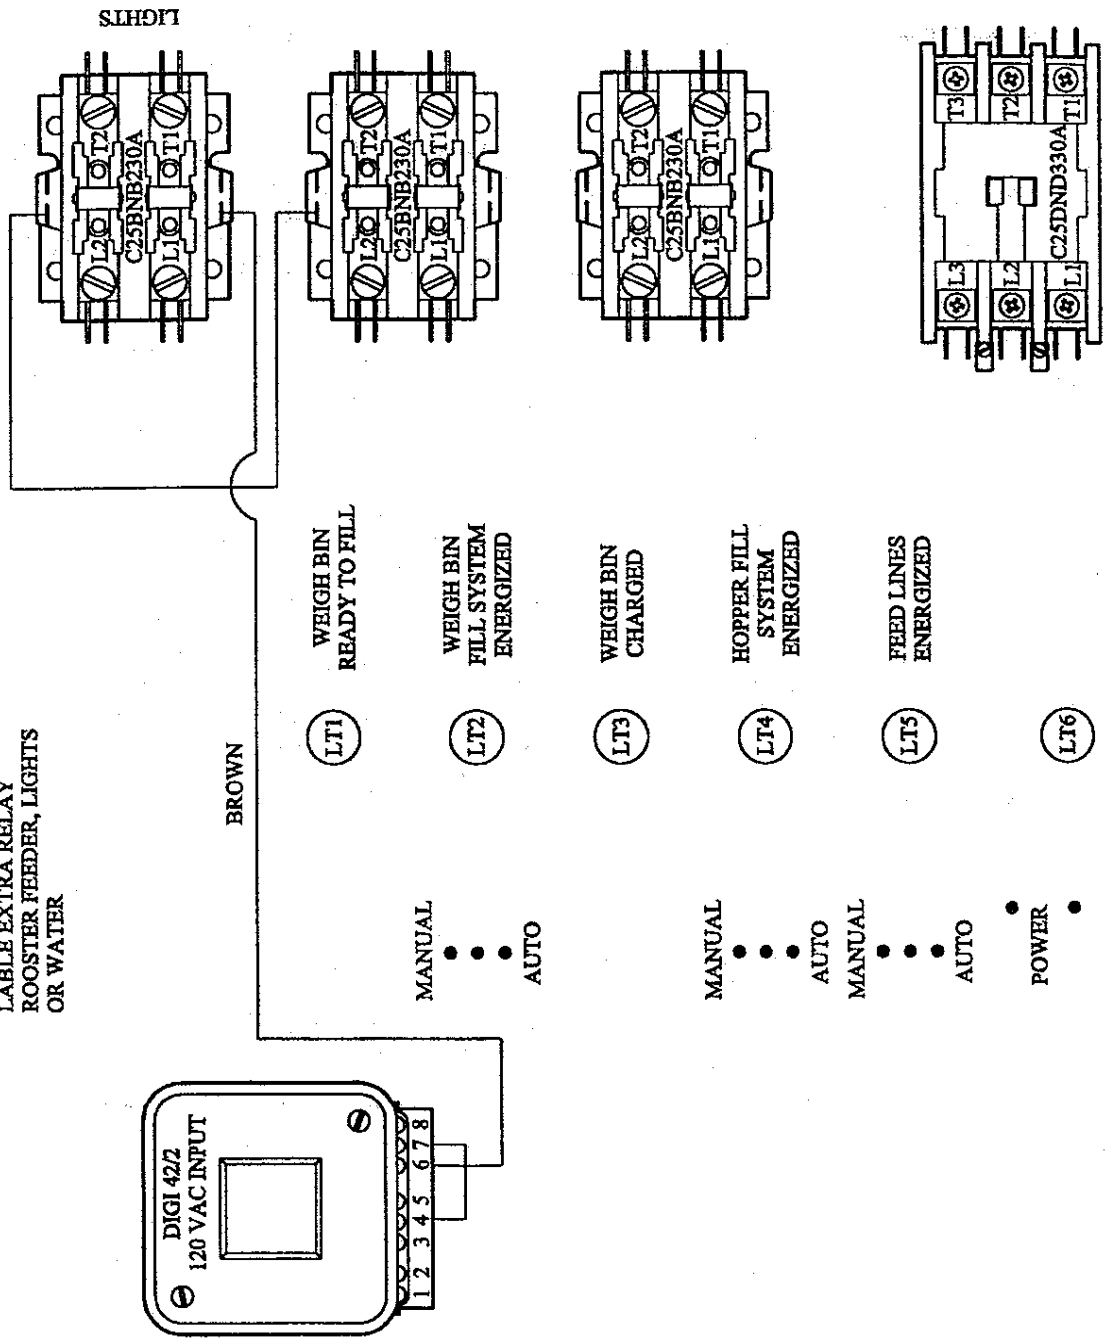 LIGHTS
LABLE EXTRA RELAY
ROOSTER FEEDER, LIGHTS
OR WATER
BROWN
DIGI 42/2
120 VAC INPUT
1 2 3 4 5 6 7 8
L2 T2
C25BNB230A
L1 T1
L2 T2
C25BNB230A
L1 T1
L2 T2
C25BNB230A
L1 T1
L3 T3
L2 T2
C25DND330A
L1 T1
LT1
WEIGH BIN
READY TO FILL
LT2
WEIGH BIN
FILL SYSTEM
ENERGIZED
LT3
WEIGH BIN
CHARGED
LT4
HOPPER FILL
SYSTEM
ENERGIZED
LT5
FEED LINES
ENERGIZED
LT6
MANUAL
AUTO
MANUAL
AUTO
MANUAL
AUTO
POWER